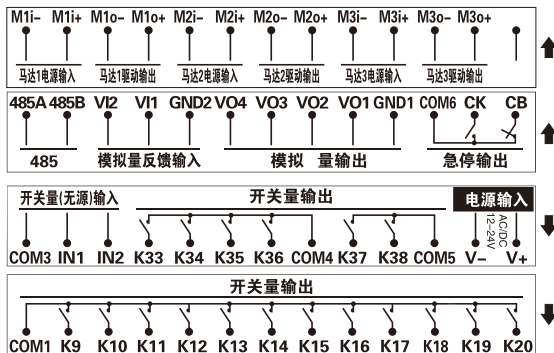 M1i- M1i+ M1o- M1o+ M2i- M2i+ M2o- M2o+ M3i- M3i+ M3o- M3o+
马达1电源输入 马达1驱动输出 马达2电源输入 马达2驱动输出 马达3电源输入 马达3驱动输出
485A 485B VI2 VI1 GND2 VO4 VO3 VO2 VO1 GND1 COM6 CK CB
485 模拟量反馈输入 模拟 量输出 急停输出
开关量(无源)输入 开关量输出 电源输入
AC/DC
12-24V
COM3 IN1 IN2 K33 K34 K35 K36 COM4 K37 K38 COM5 V- V+
开关量输出
COM1 K9 K10 K11 K12 K13 K14 K15 K16 K17 K18 K19 K20